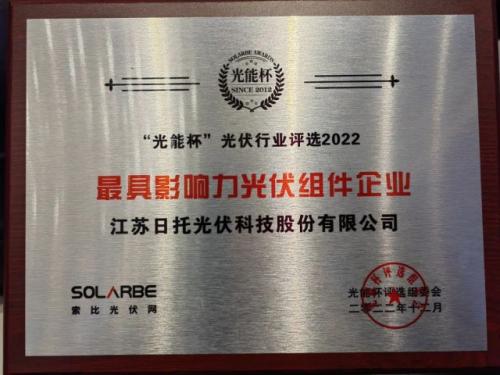 SOLARBE AWARDS
光能杯
SINCE 2012
“光能杯”光伏行业评选2022
最具影响力光伏组件企业
江苏日托光伏科技股份有限公司
SOLARBE
索比光伏网
光能杯评选组委会
二零二二年十二月